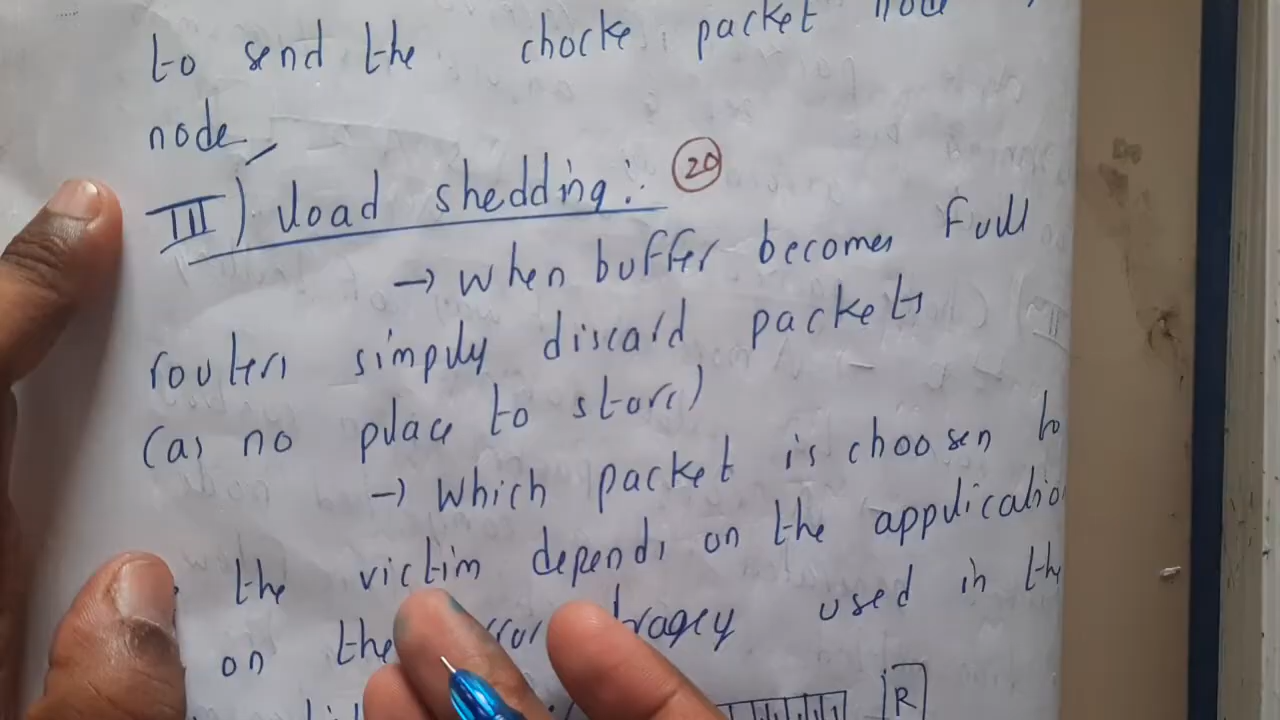 to send the chocke packet
node
III) Load shedding: 20
→ When buffer becomes Full
routers simply discard packets
(as no place to store)
→ Which packet is choosen to
the victim depends on the applicatio
on the used in the
R